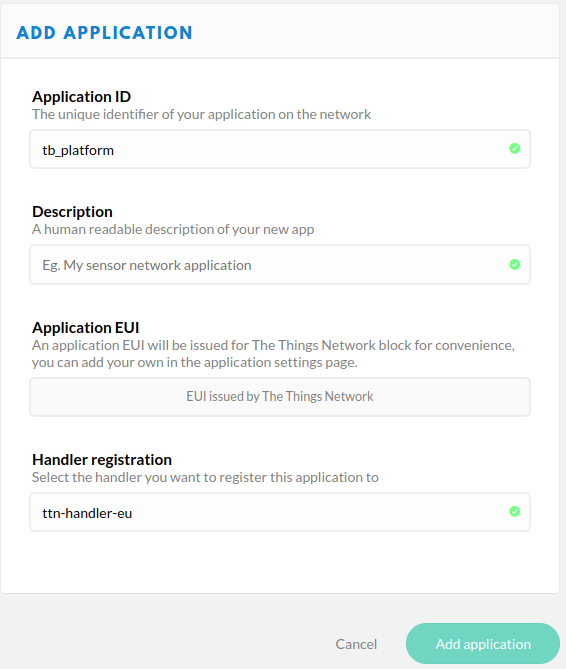 ADD APPLICATION
Application ID
The unique identifier of your application on the network
tb_platform
Description
A human readable description of your new app
Eg. My sensor network application
Application EUI
An application EUI will be issued for The Things Network block for convenience,
you can add your own in the application settings page.
EUI issued by The Things Network
Handler registration
Select the handler you want to register this application to
ttn-handler-eu
Cancel
Add application